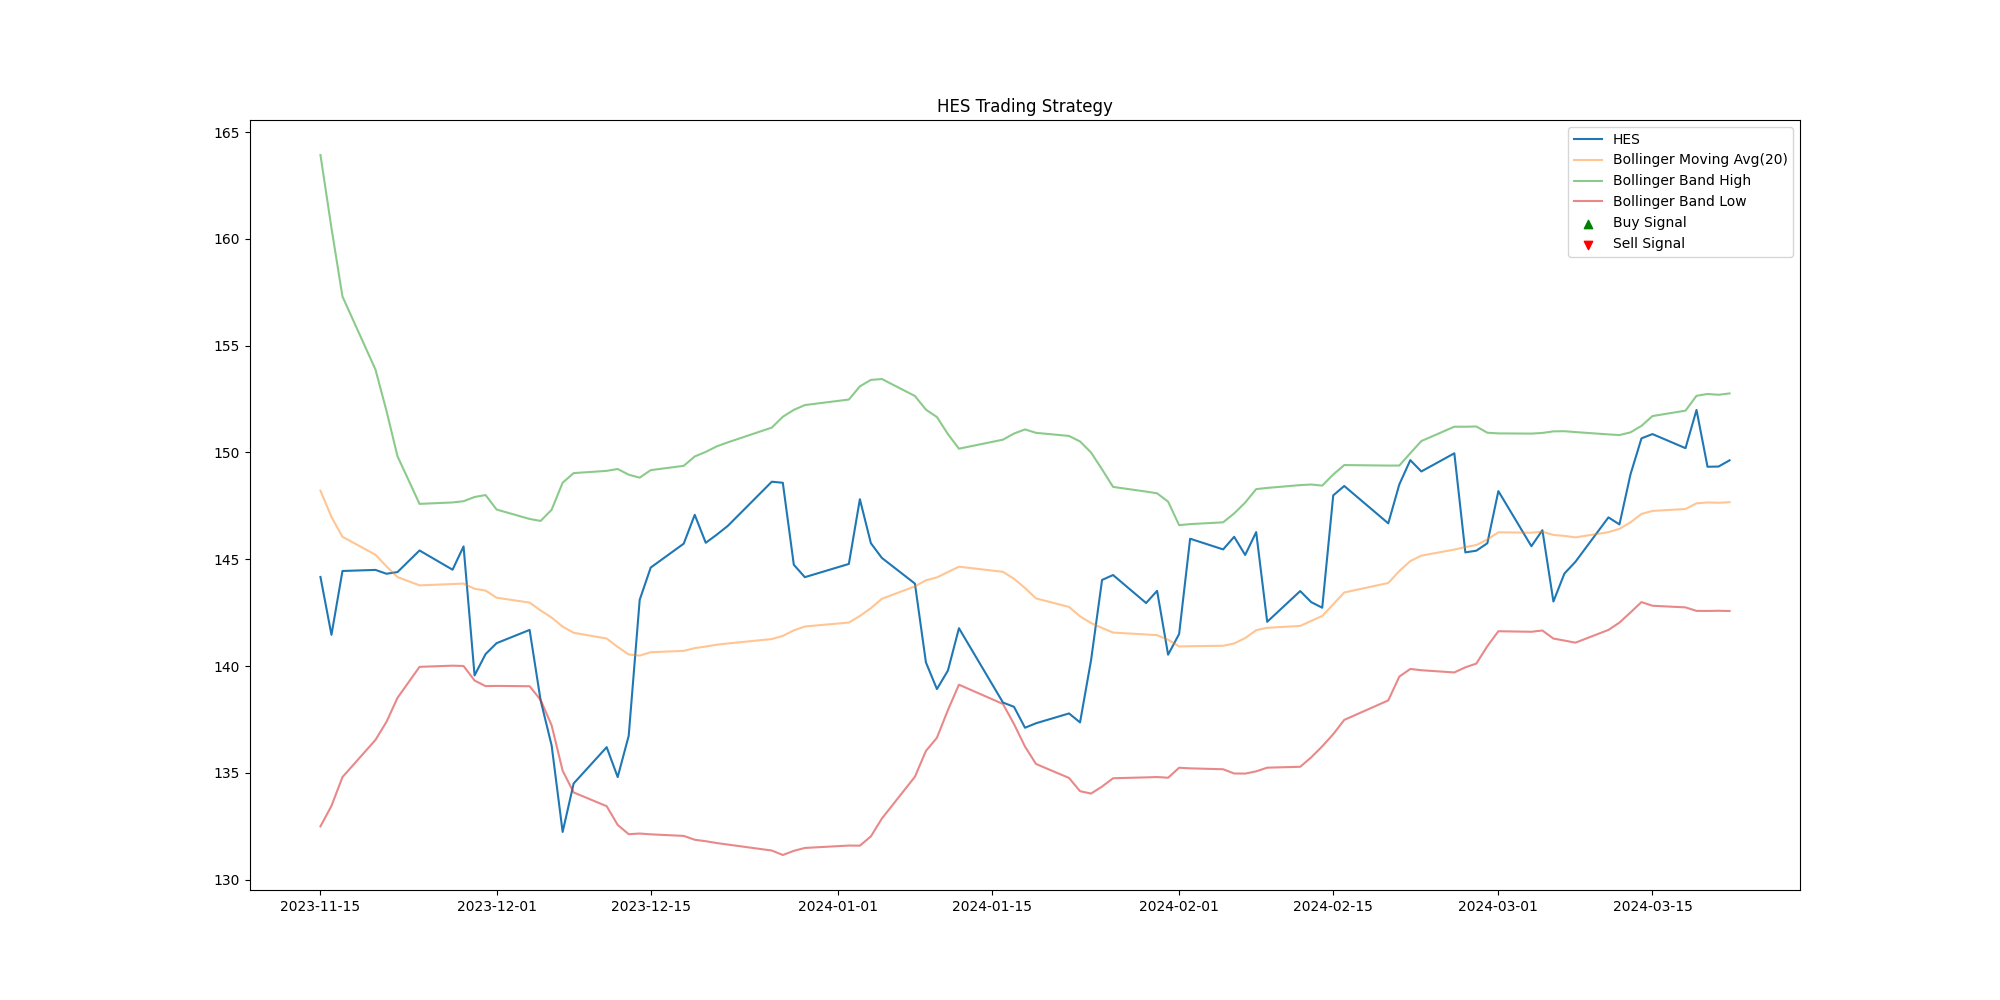 HES Trading Strategy
165
160
155
150
145
140
135
130
HES
Bollinger Moving Avg(20)
Bollinger Band High
Bollinger Band Low
Buy Signal
Sell Signal
2023-11-15 2023-12-01 2023-12-15 2024-01-01 2024-01-15 2024-02-01 2024-02-15 2024-03-01 2024-03-15